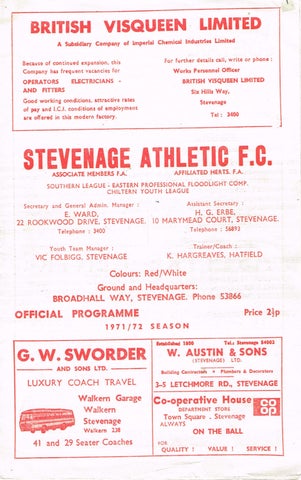 BRITISH VISQUEEN LIMITED
A Subsidiary Company of Imperial Chemical Industries Limited
Because of continued expansion, this
Company has frequent vacancies for
OPERATORS ELECTRICIANS -
AND FITTERS
Good working conditions, attractive rates
of pay and I.C.I. conditions of employment
are offered in this modern factory.
For further details call, write or phone :
Works Personnel Officer
BRITISH VISQUEEN LIMITED
Six Hills Way,
Stevenage
Tel: 3400
STEVENAGE ATHLETIC F.C.
ASSOCIATE MEMBERS F.A. AFFILIATED HERTS. F.A.
SOUTHERN LEAGUE - EASTERN PROFESSIONAL FLOODLIGHT COMP.
CHILTERN YOUTH LEAGUE
Secretary and General Admin. Manager :
E. WARD,
22 ROOKWOOD DRIVE, STEVENAGE.
Telephone : 3400
Assistant Secretary :
H. G. ERBE,
10 MARYMEAD COURT, STEVENAGE.
Telephone : 56892
Youth Team Manager :
VIC FOLBIGG, STEVENAGE
Trainer/Coach :
K. HARGREAVES, HATFIELD
Colours: Red/White
Ground and Headquarters:
BROADHALL WAY, STEVENAGE. Phone 53866
OFFICIAL PROGRAMME Price 2½p
1971/72 SEASON
G. W. SWORDER
AND SONS LTD.
LUXURY COACH TRAVEL
Walkern Garage
Walkern
Stevenage
Walkern 238
41 and 29 Seater Coaches
Established 1850 Tel.: Stevenage 54002
W. AUSTIN & SONS
(STEVENAGE) LTD.
Building Contractors • Plumbers & Decorators
3-5 LETCHMORE RD., STEVENAGE
Co-operative House
DEPARTMENT STORE
Town Square . Stevenage
ALWAYS
ON THE BALL
CO
OP
FOR
QUALITY ! VALUE ! SERVICE !